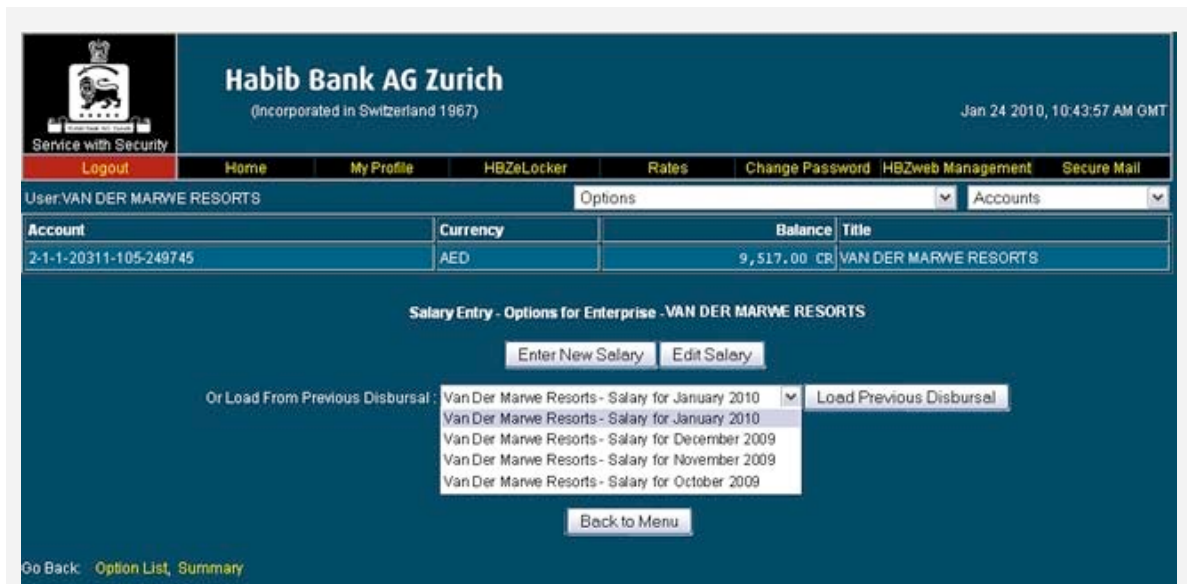 Habib Bank AG Zurich
(Incorporated in Switzerland 1967)
Jan 24 2010, 10:43:57 AM GMT
Service with Security
Logout Home My Profile HBZeLocker Rates Change Password HBZweb Management Secure Mail
User:VAN DER MARWE RESORTS Options Accounts
Account Currency Balance Title
2-1-1-20311-105-249745 AED 9,517.00 CR VAN DER MARWE RESORTS
Salary Entry - Options for Enterprise -VAN DER MARWE RESORTS
Enter New Salary Edit Salary
Or Load From Previous Disbursal : Van Der Marwe Resorts - Salary for January 2010 Load Previous Disbursal
Van Der Marwe Resorts - Salary for January 2010
Van Der Marwe Resorts - Salary for December 2009
Van Der Marwe Resorts - Salary for November 2009
Van Der Marwe Resorts - Salary for October 2009
Back to Menu
Go Back: Option List, Summary